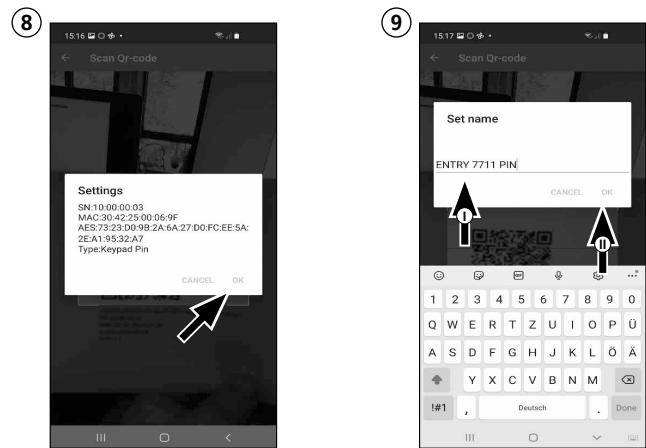 8
15:16
Scan Qr-code
Settings
SN:10:00:00:03
MAC:30:42:25:00:06:9F
AES:73:23:D0:9B:2A:6A:27:D0:FC:EE:5A:
2E:A1:95:32:A7
Type:Keypad Pin
CANCEL OK
9
15:17
Scan Qr-code
Set name
ENTRY 7711 PIN
CANCEL OK
I
II
GIF
1 2 3 4 5 6 7 8 9 0
Q W E R T Z U I O P Ü
A S D F G H J K L Ö Ä
Y X C V B N M
!#1 , Deutsch . Done